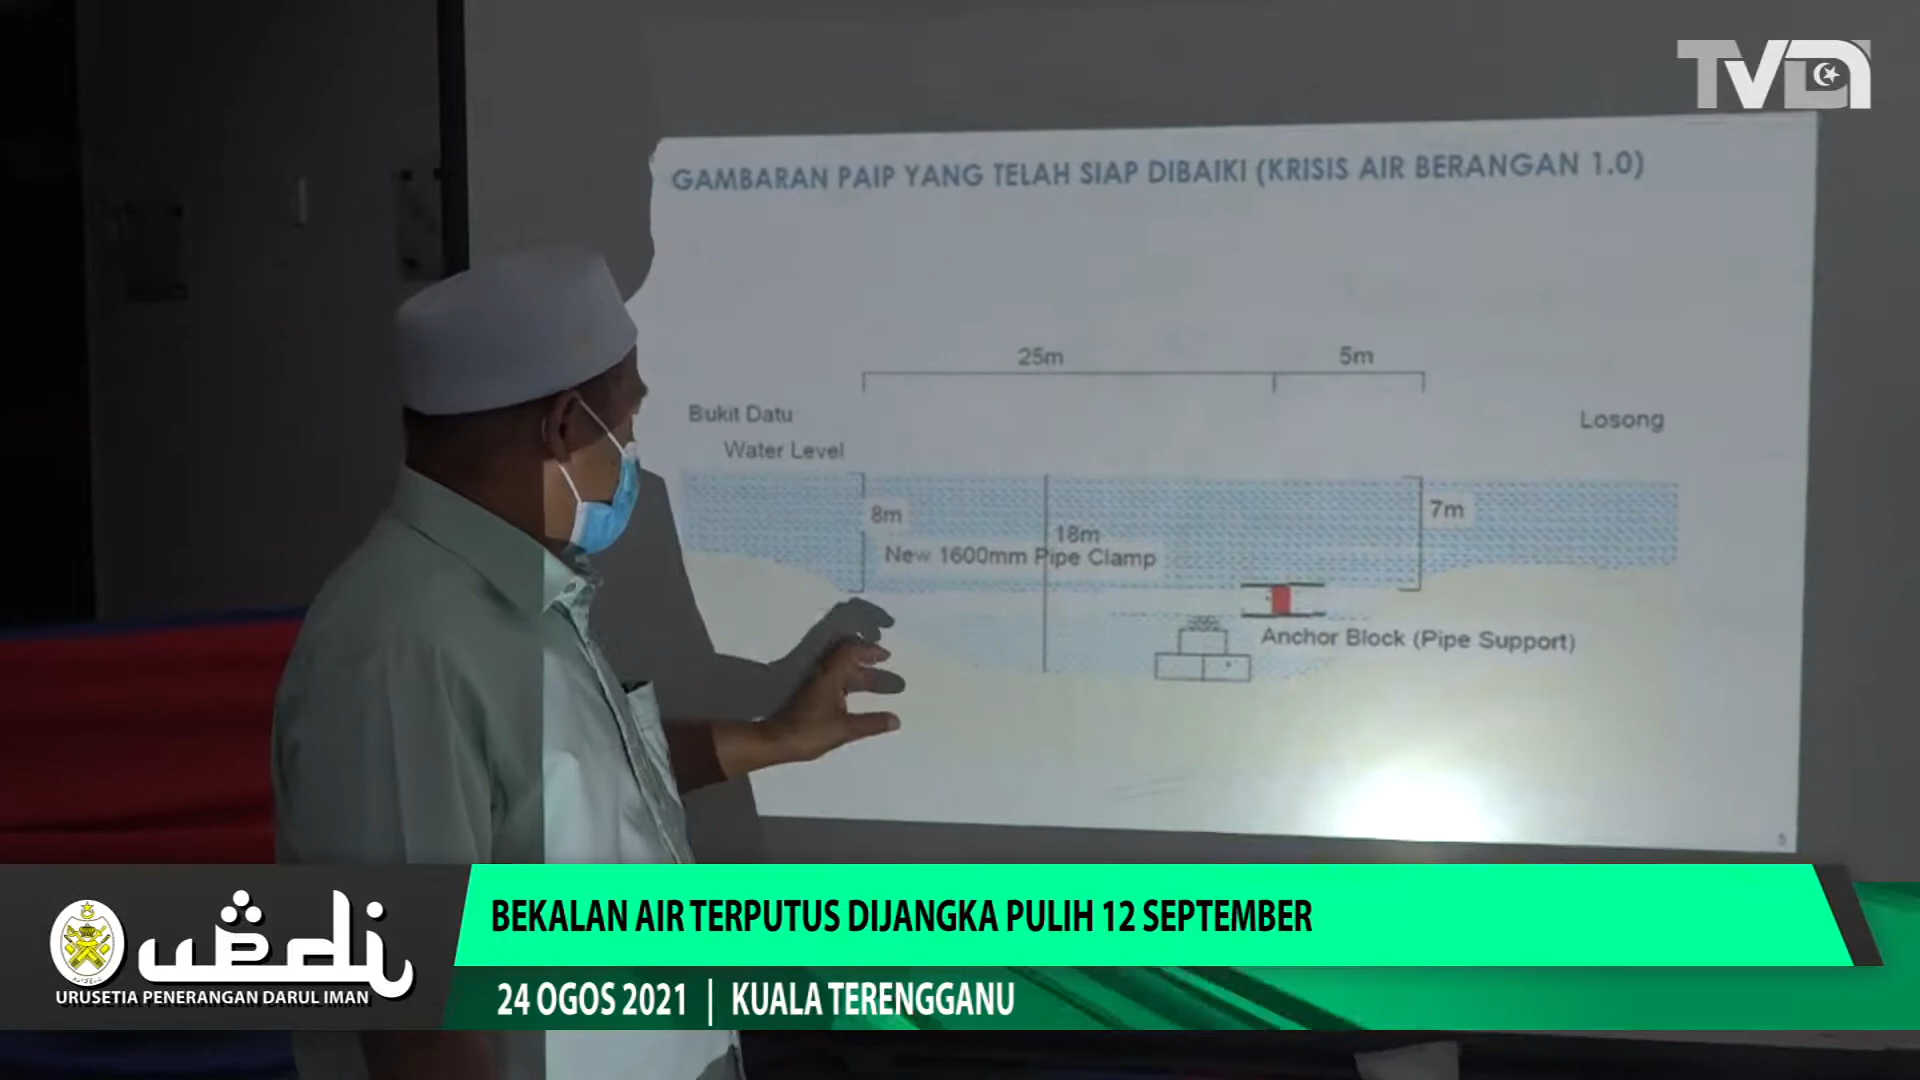 TVDI
GAMBARAN PAIP YANG TELAH SIAP DIBAIKI (KRISIS AIR BERANGAN 1.0)
25m
5m
Bukit Datu
Losong
Water Level
8m
7m
18m
New 1600mm Pipe Clamp
Anchor Block (Pipe Support)
BEKALAN AIR TERPUTUS DIJANGKA PULIH 12 SEPTEMBER
URUSETIA PENERANGAN DARUL IMAN
24 OGOS 2021 | KUALA TERENGGANU